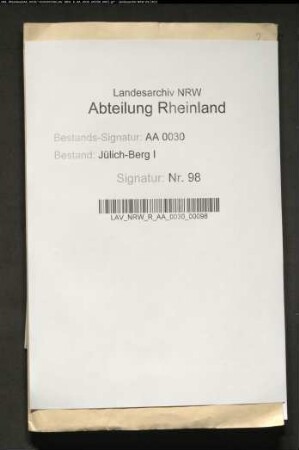 Landesarchiv NRW
Abteilung Rheinland
Bestands-Signatur: AA 0030
Bestand: Jülich-Berg I
Signatur: Nr. 98
LAV_NRW_R_AA_0030_00098